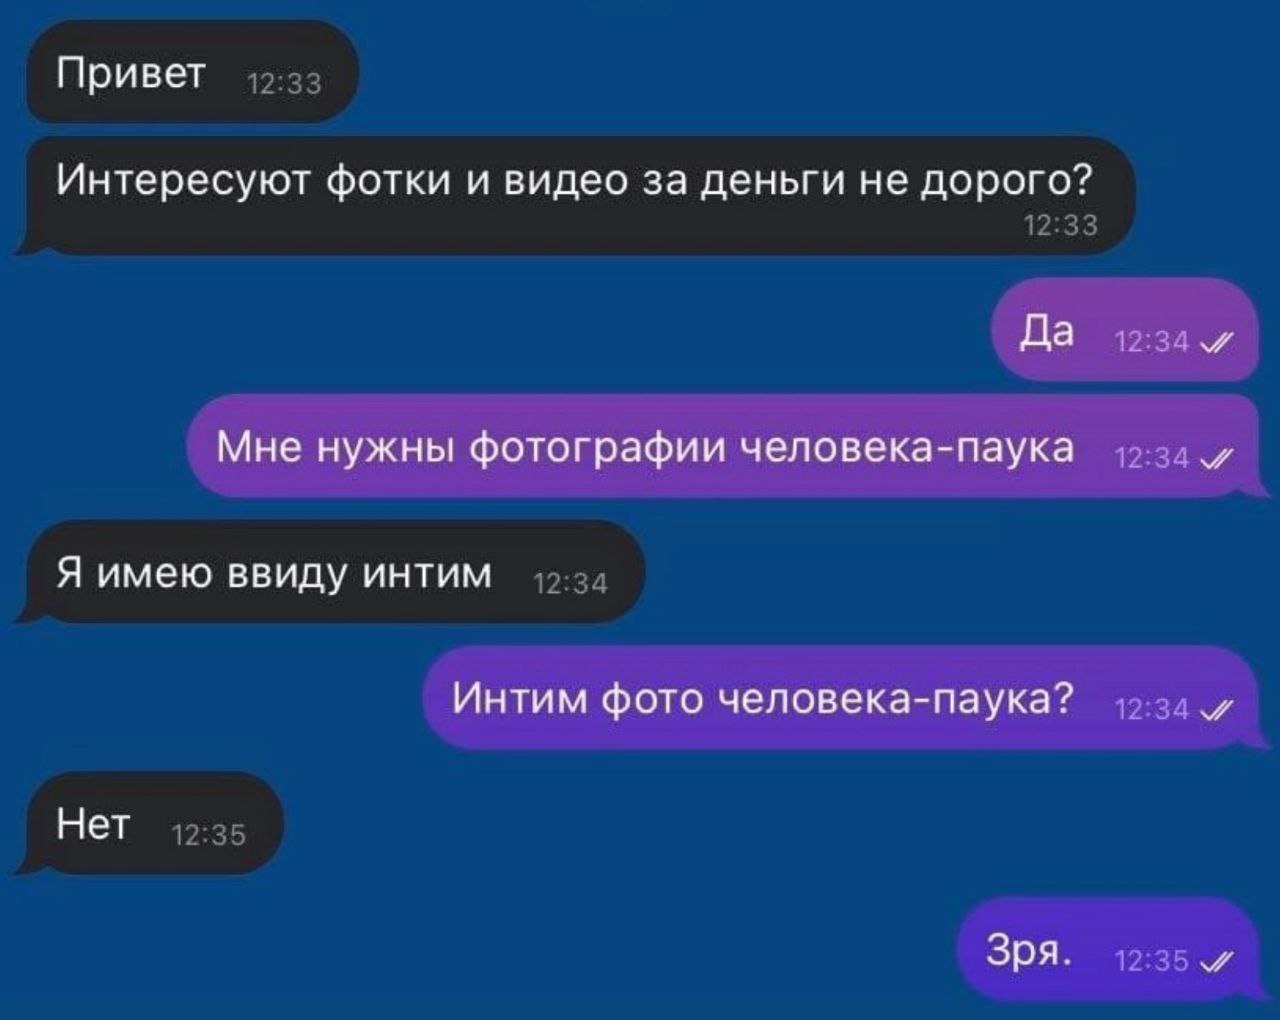 Привет 12:33
Интересуют фотки и видео за деньги не дорого?
12:33
Да 12:34
Мне нужны фотографии человека-паука 12:34
Я имею ввиду интим 12:34
Интим фото человека-паука? 12:34
Нет 12:35
Зря. 12:35